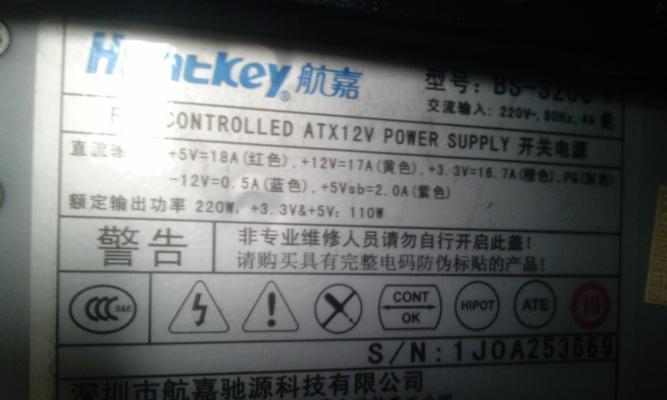 Huntkey® 航嘉
型号: BS-3200
交流输入: 220V~, 50Hz, 4A
CONTROLLED ATX12V POWER SUPPLY 开关电源
直流输 +5V=18A(红色), +12V=17A(黄色), +3.3V=16.7A(橙色), PG(灰色)
-12V=0.5A(蓝色), +5Vsb=2.0A(紫色)
额定输出功率 220W, +3.3V&+5V: 110W
警告
非专业维修人员请勿自行开启此盖!
请购买具有完整电码防伪标贴的产品!
CCC S&E
CONT OK
HIPOT
ATE
10
S/N:1J0A253669
深圳市航嘉驰源科技有限公司